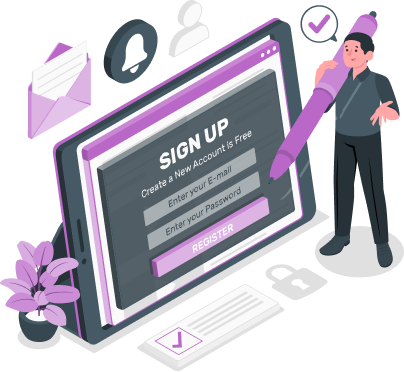 SIGN UP
Create a New Account is Free
Enter your E-mail
Enter your Password
REGISTER